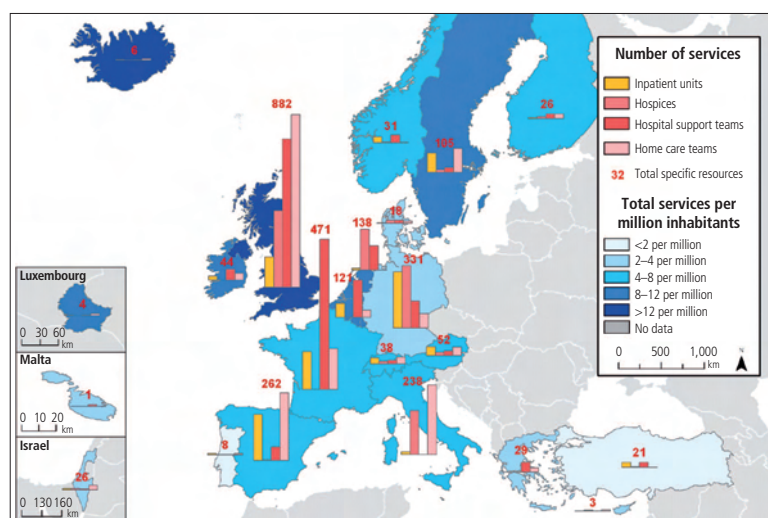 6
882
31
26
105
471
138
18
44
121
331
38
52
262
238
8
29
21
3
Number of services
Inpatient units
Hospices
Hospital support teams
Home care teams
32 Total specific resources
Total services per
million inhabitants
<2 per million
2–4 per million
4–8 per million
8–12 per million
>12 per million
No data
0 500 1,000
km
Luxembourg
4
0 30 60
km
Malta
1
0 10 20
km
Israel
26
0 130 160
km